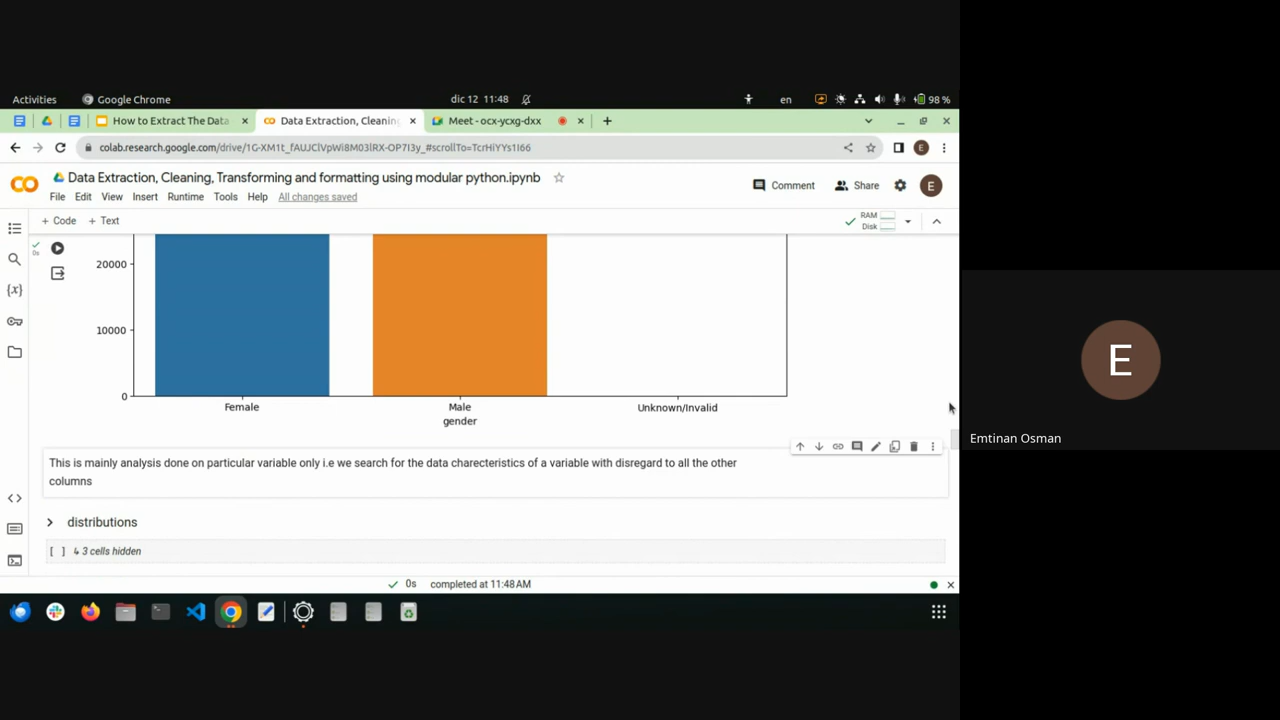 Activities
Google Chrome
dic 12 11:48
en
98 %
How to Extract The Data
Data Extraction, Cleaning
Meet - ocx-ycxg-dxx
colab.research.google.com/drive/1G-XM1t_fAUJClVpWi8M03lRX-OP7I3y_#scrollTo=TcrHiYYs1I66
E
Data Extraction, Cleaning, Transforming and formatting using modular python.ipynb
Comment
Share
E
File Edit View Insert Runtime Tools Help All changes saved
+ Code + Text
RAM
Disk
0s
{x}
20000
10000
0
Female
Male
Unknown/Invalid
gender
This is mainly analysis done on particular variable only i.e we search for the data charecteristics of a variable with disregard to all the other
columns
distributions
[ ] ↳ 3 cells hidden
0s completed at 11:48 AM
E
Emtinan Osman